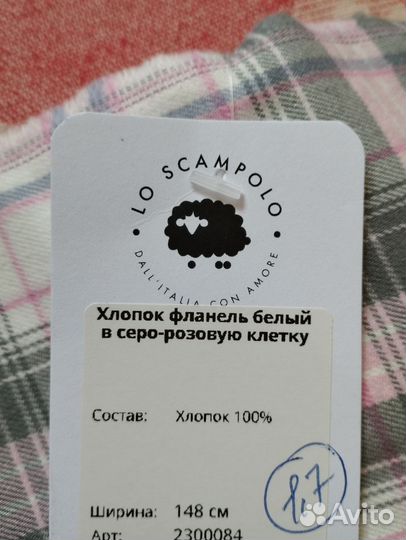 LO SCAMPOLO
DALL'ITALIA CON AMORE
Хлопок фланель белый
в серо-розовую клетку
Состав: Хлопок 100%
1,7
Ширина: 148 см
Арт: 2300084
Avito